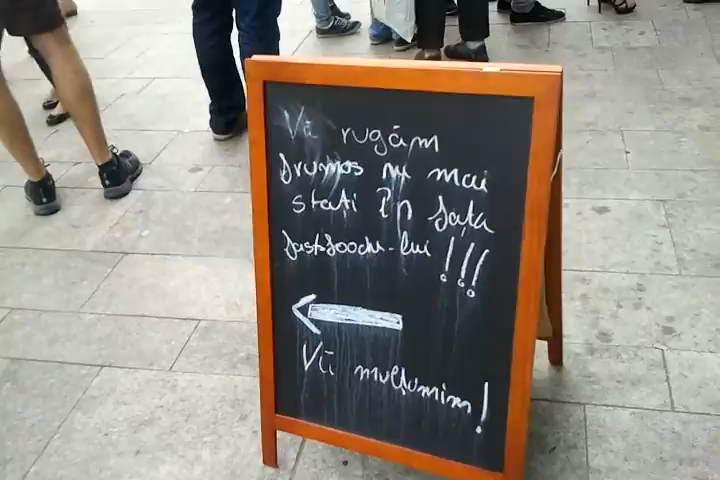 Vă rugăm
frumos nu mai
stați în fața
fastfoodu-lui !!!
Vă mulțumim!